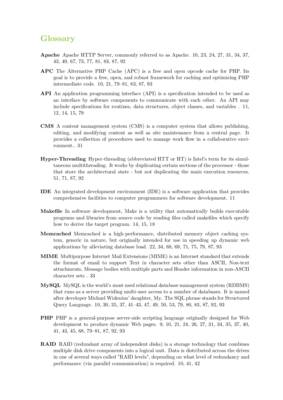 Glossary
Apache Apache HTTP Server, commonly referred to as Apache. 10, 23, 24, 27, 31, 34, 37,
42, 49, 67, 73, 77, 81, 83, 87, 92
APC The Alternative PHP Cache (APC) is a free and open opcode cache for PHP. Its
goal is to provide a free, open, and robust framework for caching and optimizing PHP
intermediate code. 10, 21, 79–81, 83, 87, 93
API An application programming interface (API) is a specification intended to be used as
an interface by software components to communicate with each other. An API may
include specifications for routines, data structures, object classes, and variables . 11,
12, 14, 15, 79
CMS A content management system (CMS) is a computer system that allows publishing,
editing, and modifying content as well as site maintenance from a central page. It
provides a collection of procedures used to manage work flow in a collaborative envi-
ronment.. 31
Hyper-Threading Hyper-threading (abbreviated HTT or HT) is Intel's term for its simul-
taneous multithreading. It works by duplicating certain sections of the processor - those
that store the architectural state - but not duplicating the main execution resources.
51, 71, 87, 92
IDE An integrated development environment (IDE) is a software application that provides
comprehensive facilities to computer programmers for software development. 11
Makefile In software development, Make is a utility that automatically builds executable
programs and libraries from source code by reading files called makefiles which specify
how to derive the target program. 14, 15, 18
Memcached Memcached is a high-performance, distributed memory object caching sys-
tem, generic in nature, but originally intended for use in speeding up dynamic web
applications by alleviating database load. 22, 34, 68, 69, 71, 75, 79, 87, 93
MIME Multipurpose Internet Mail Extensions (MIME) is an Internet standard that extends
the format of email to support Text in character sets other than ASCII, Non-text
attachments, Message bodies with multiple parts and Header information in non-ASCII
character sets . 33
MySQL MySQL is the world's most used relational database management system (RDBMS)
that runs as a server providing multi-user access to a number of databases. It is named
after developer Michael Widenius' daughter, My. The SQL phrase stands for Structured
Query Language. 10, 30, 35, 37, 41–43, 47, 49, 50, 53, 79, 80, 83, 87, 92, 93
PHP PHP is a general-purpose server-side scripting language originally designed for Web
development to produce dynamic Web pages. 9, 10, 21, 24, 26, 27, 31, 34, 35, 37, 40,
41, 43, 45, 68, 79–81, 87, 92, 93
RAID RAID (redundant array of independent disks) is a storage technology that combines
multiple disk drive components into a logical unit. Data is distributed across the drives
in one of several ways called "RAID levels", depending on what level of redundancy and
performance (via parallel communication) is required. 10, 41, 42